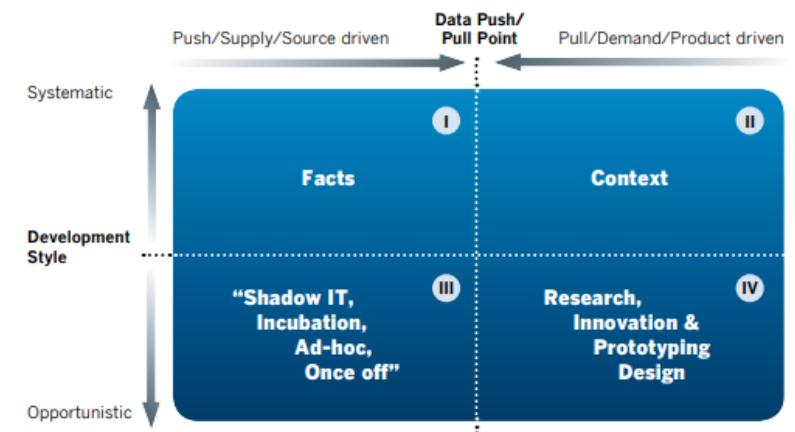 Data Push/
Push/Supply/Source driven
Pull Point
Pull/Demand/Product driven
Systematic
I
II
Facts
Context
Development
Style
III
IV
“Shadow IT,
Incubation,
Ad-hoc,
Once off”
Research,
Innovation &
Prototyping
Design
Opportunistic